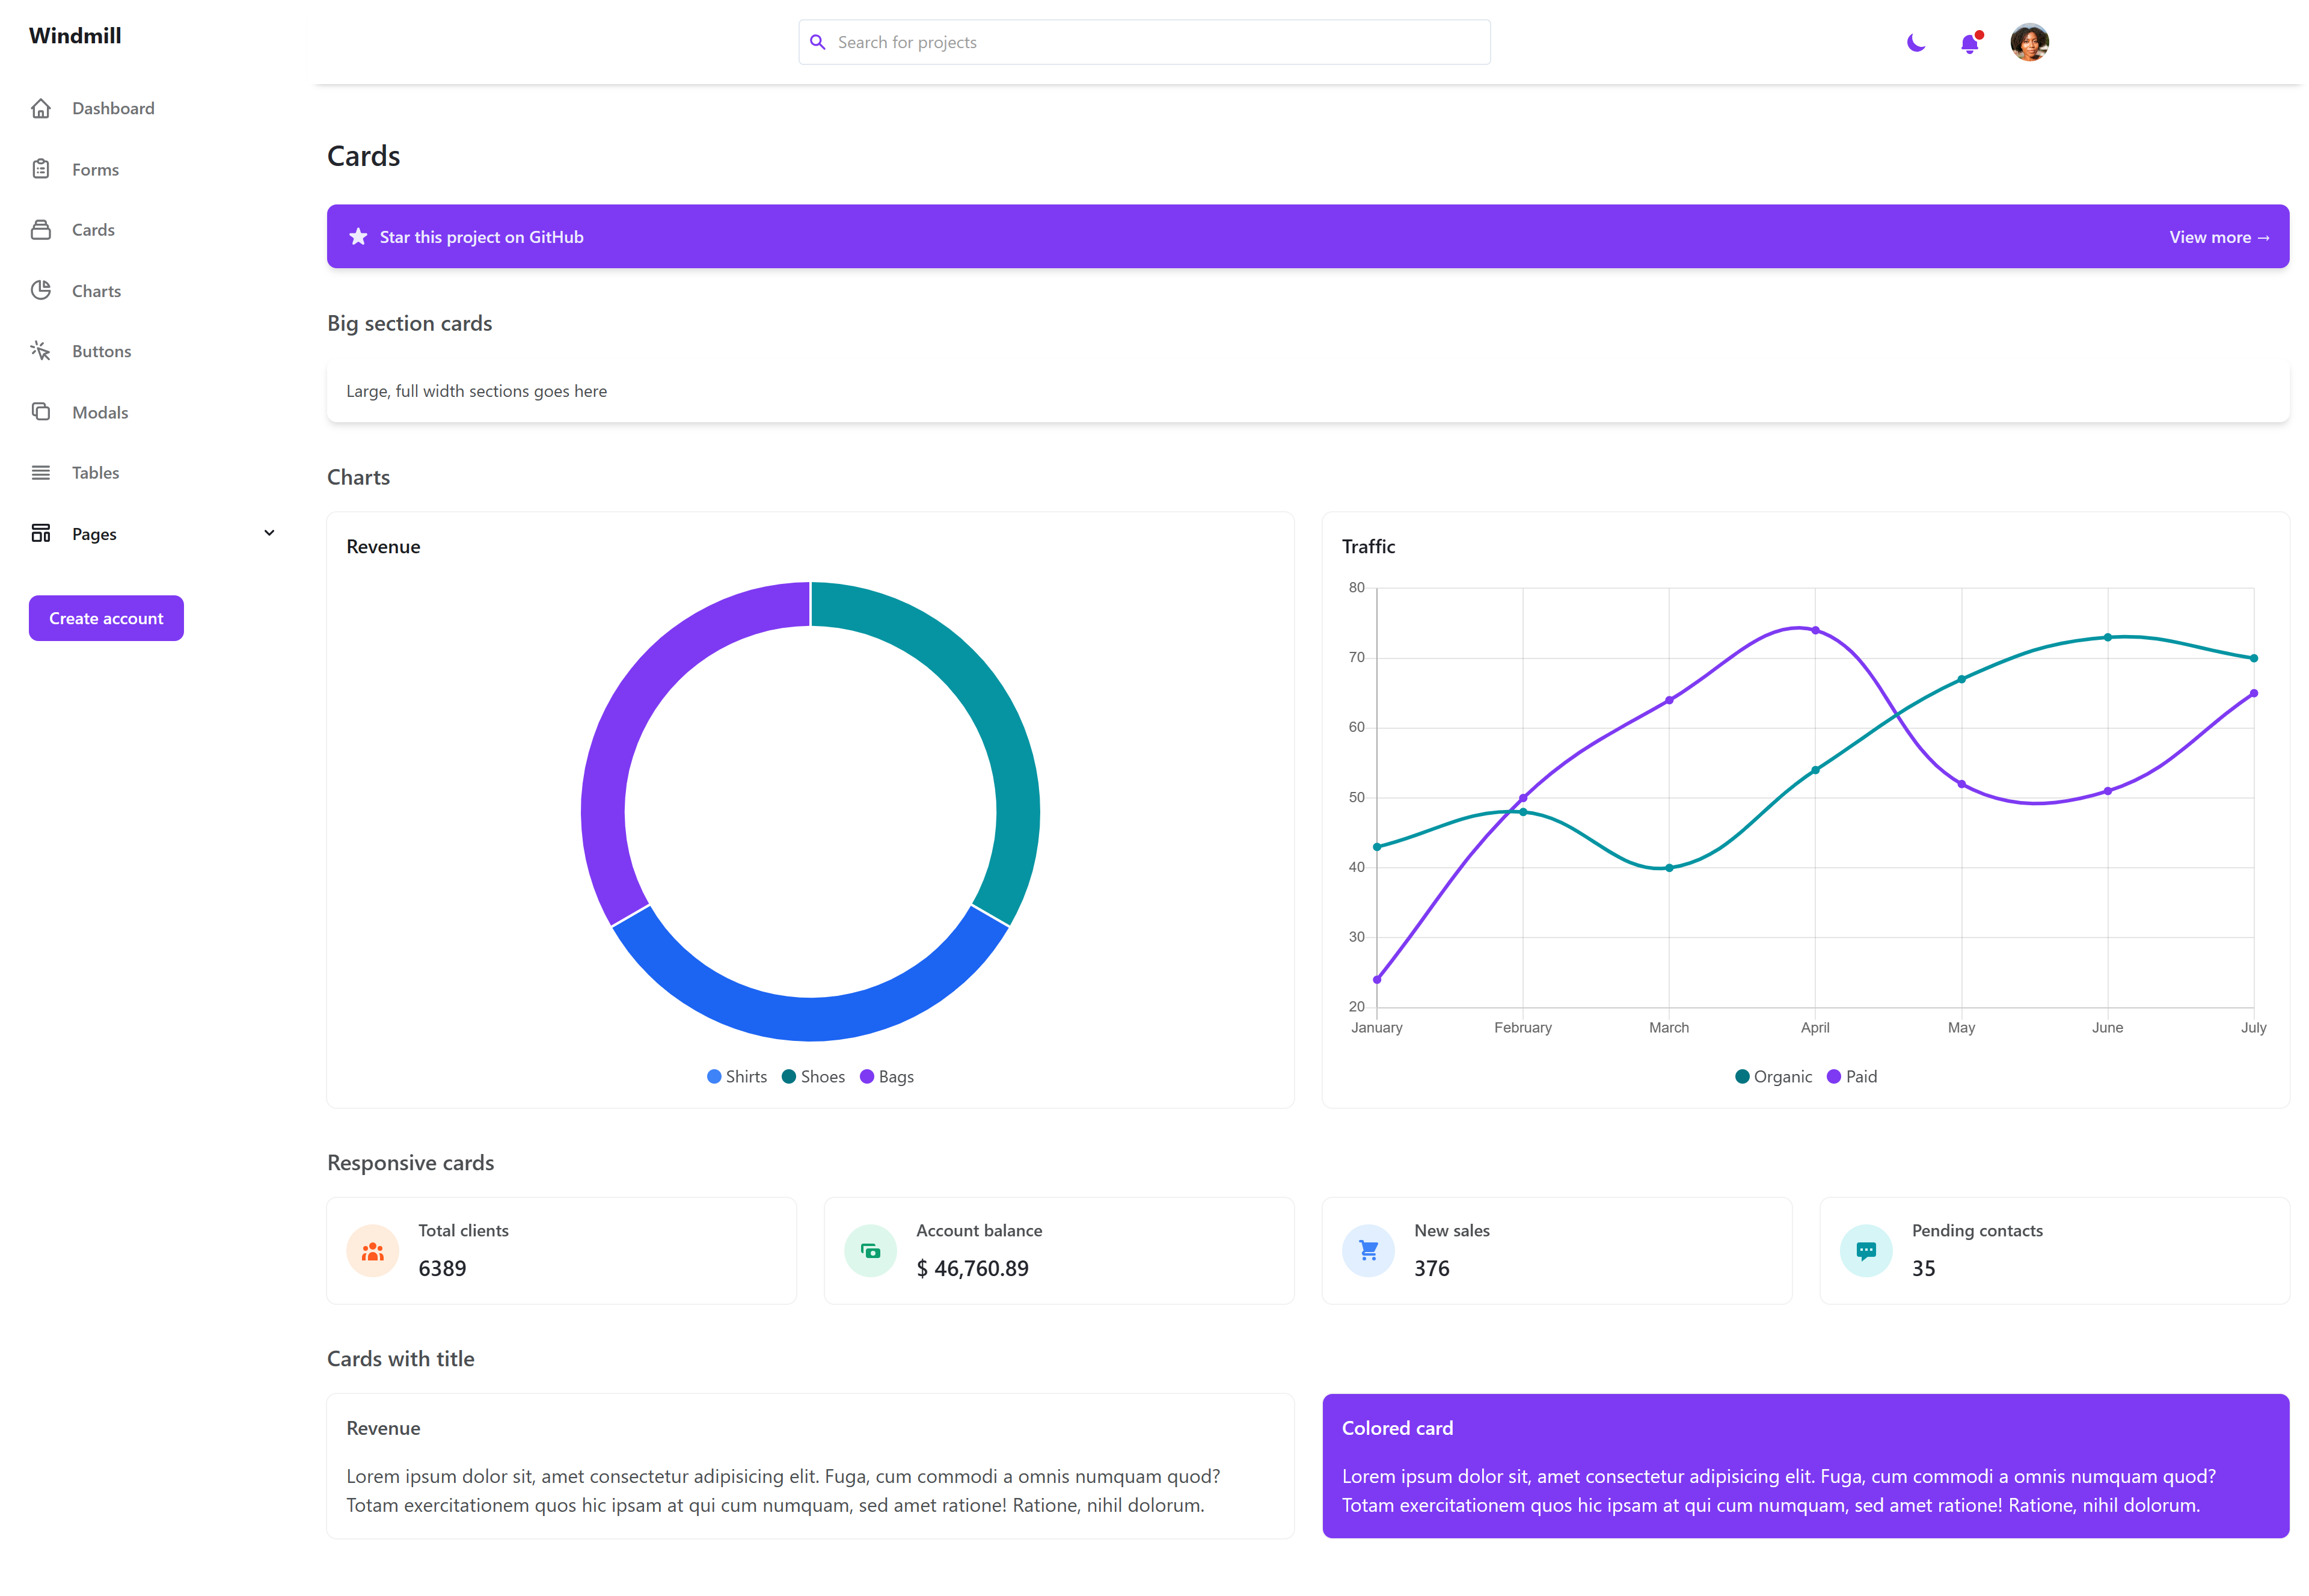 Windmill
Search for projects
Dashboard
Forms
Cards
Charts
Buttons
Modals
Tables
Pages
Create account
Cards
Star this project on GitHub
View more →
Big section cards
Large, full width sections goes here
Charts
Revenue
Shirts Shoes Bags
Traffic
80
70
60
50
40
30
20
January February March April May June July
Organic Paid
Responsive cards
Total clients
6389
Account balance
$ 46,760.89
New sales
376
Pending contacts
35
Cards with title
Revenue
Lorem ipsum dolor sit, amet consectetur adipisicing elit. Fuga, cum commodi a omnis numquam quod?
Totam exercitationem quos hic ipsam at qui cum numquam, sed amet ratione! Ratione, nihil dolorum.
Colored card
Lorem ipsum dolor sit, amet consectetur adipisicing elit. Fuga, cum commodi a omnis numquam quod?
Totam exercitationem quos hic ipsam at qui cum numquam, sed amet ratione! Ratione, nihil dolorum.